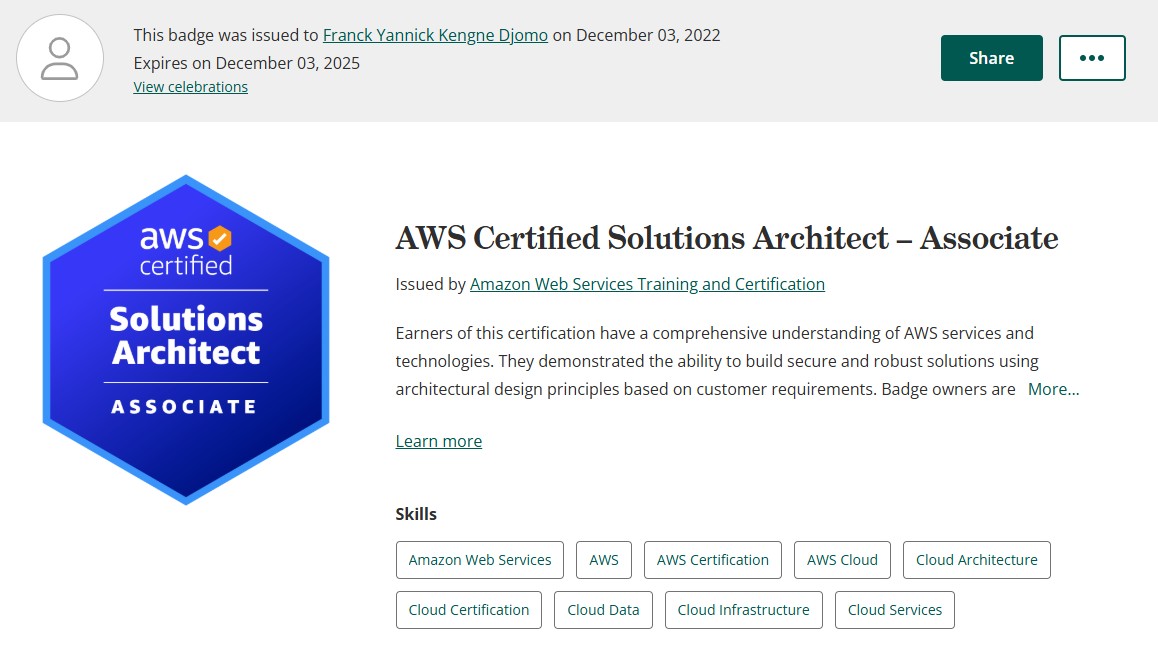 This badge was issued to Franck Yannick Kengne Djomo on December 03, 2022
Expires on December 03, 2025
View celebrations
Share
•••
aws
certified
Solutions
Architect
ASSOCIATE
AWS Certified Solutions Architect – Associate
Issued by Amazon Web Services Training and Certification
Earners of this certification have a comprehensive understanding of AWS services and
technologies. They demonstrated the ability to build secure and robust solutions using
architectural design principles based on customer requirements. Badge owners are More...
Learn more
Skills
Amazon Web Services AWS AWS Certification AWS Cloud Cloud Architecture
Cloud Certification Cloud Data Cloud Infrastructure Cloud Services